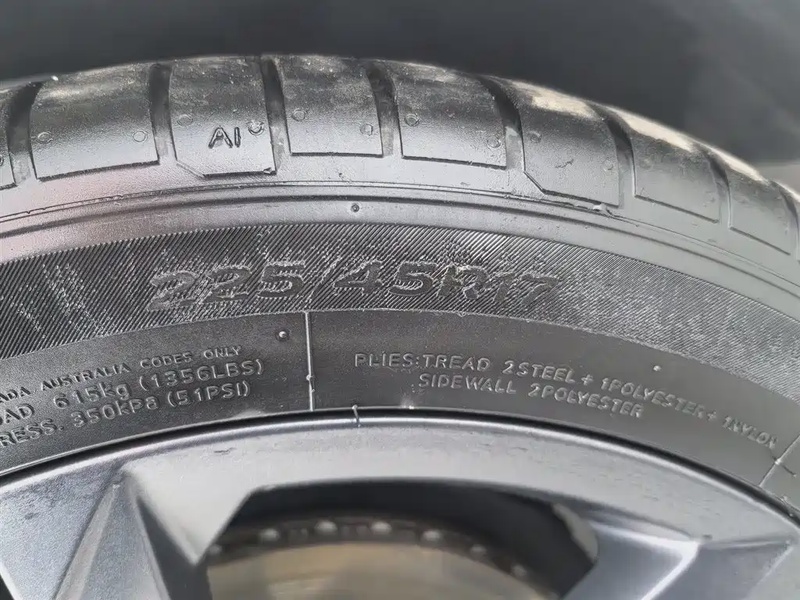 AI
225/45R17
ADA AUSTRALIA CODES ONLY
OAD 615kg (1356LBS)
RESS. 350kPa (51PSI)
PLIES: TREAD 2STEEL + 1POLYESTER + 1NYLON
SIDEWALL 2POLYESTER